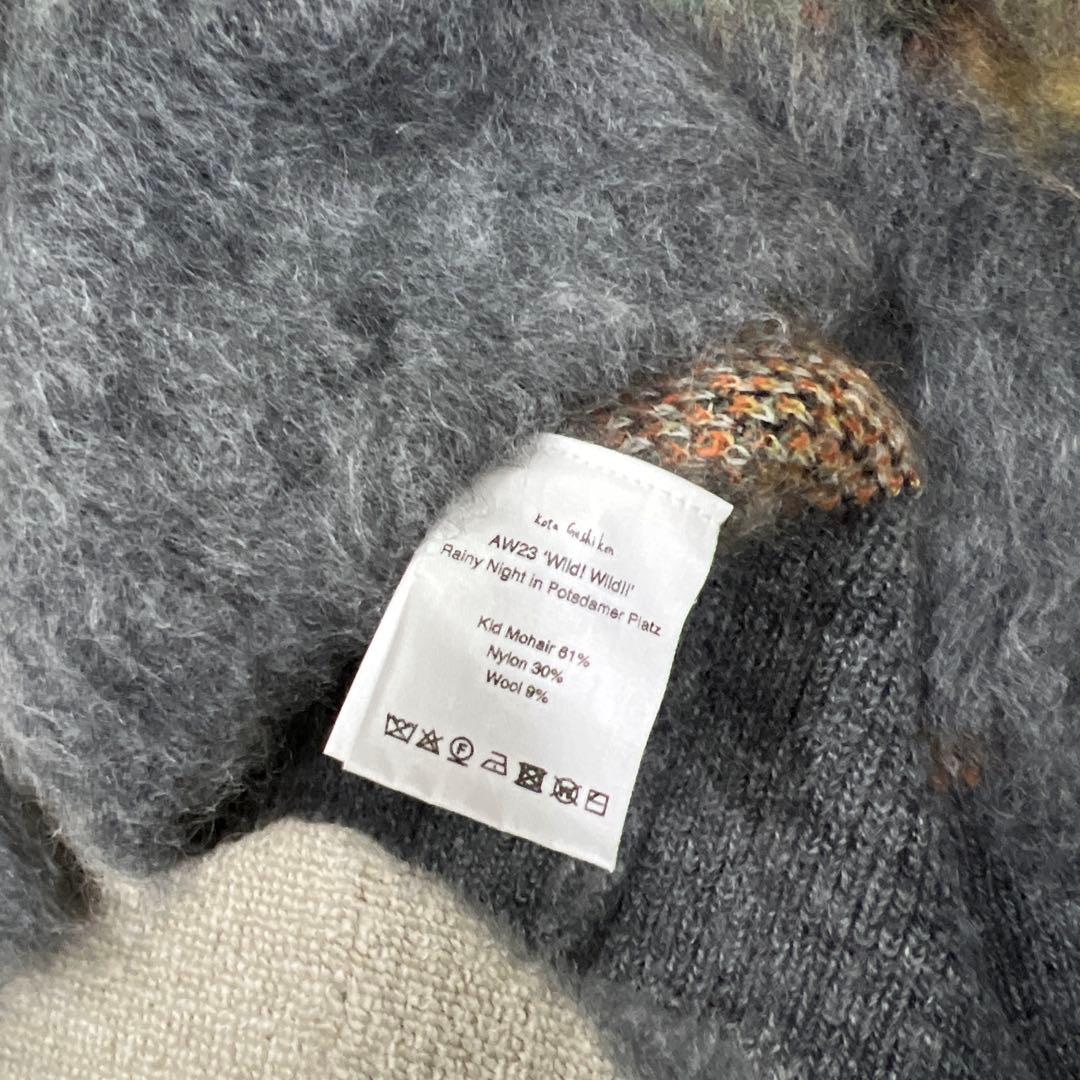 Kota Gushiken
AW23 'Wild! Wild!!'
Rainy Night in Potsdamer Platz
Kid Mohair 61%
Nylon 30%
Wool 9%
F
W